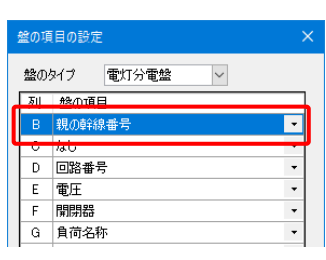 盤の項目の設定
盤のタイプ 電灯分電盤
列 盤の項目
B 親の幹線番号
C なし
D 回路番号
E 電圧
F 開閉器
G 負荷名称